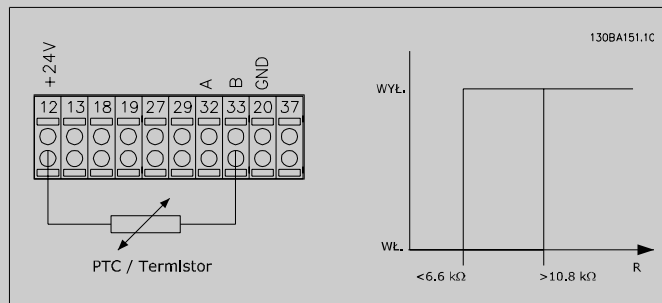 130BA151.10
+24V
A
B
GND
12 13 18 19 27 29 32 33 20 37
PTC / Termistor
WYŁ.
WŁ.
<6.6 kΩ
>10.8 kΩ
R